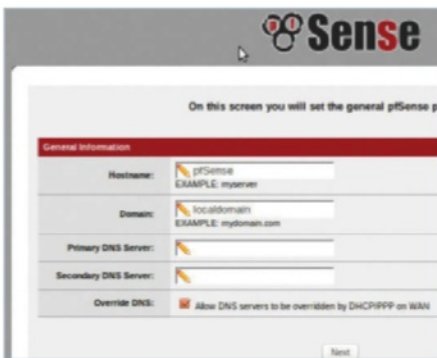 Sense
On this screen you will set the general pfSense p
General Information
Hostname: pfSense
EXAMPLE: myserver
Domain: localdomain
EXAMPLE: mydomain.com
Primary DNS Server:
Secondary DNS Server:
Override DNS: Allow DNS servers to be overridden by DHCP/PPP on WAN
Next